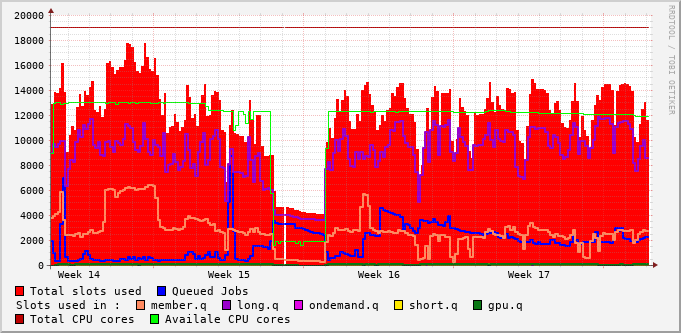 20000
18000
16000
14000
12000
10000
8000
6000
4000
2000
0
Week 14 Week 15 Week 16 Week 17
RRDTOOL / TOBI OETIKER
Total slots used Queued Jobs
Slots used in : member.q long.q ondemand.q short.q gpu.q
Total CPU cores Availale CPU cores